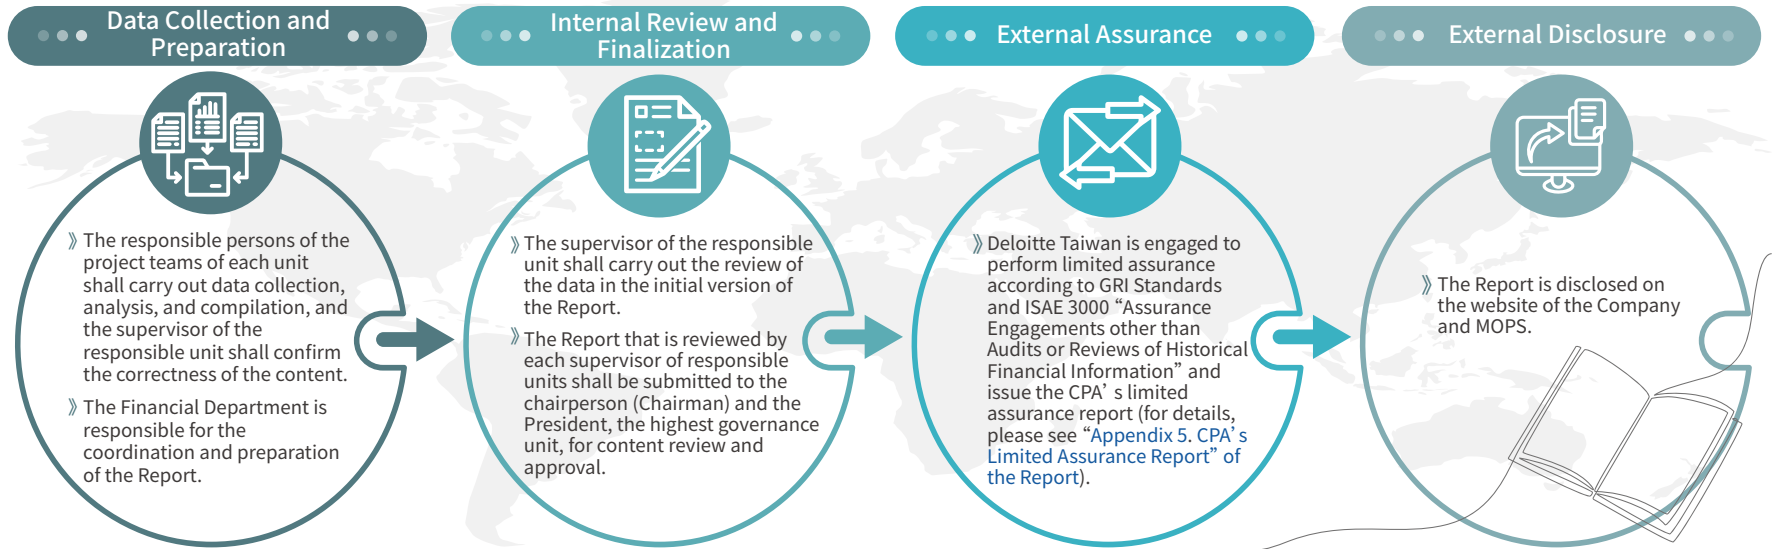 Data Collection and
Preparation
》The responsible persons of the
project teams of each unit
shall carry out data collection,
analysis, and compilation, and
the supervisor of the
responsible unit shall confirm
the correctness of the content.
》The Financial Department is
responsible for the
coordination and preparation
of the Report.
Internal Review and
Finalization
》The supervisor of the responsible
unit shall carry out the review of
the data in the initial version of
the Report.
》The Report that is reviewed by
each supervisor of responsible
units shall be submitted to the
chairperson (Chairman) and the
President, the highest governance
unit, for content review and
approval.
External Assurance
》Deloitte Taiwan is engaged to
perform limited assurance
according to GRI Standards
and ISAE 3000 “Assurance
Engagements other than
Audits or Reviews of Historical
Financial Information” and
issue the CPA’ s limited
assurance report (for details,
please see “Appendix 5. CPA’ s
Limited Assurance Report” of
the Report).
External Disclosure
》The Report is disclosed on
the website of the Company
and MOPS.